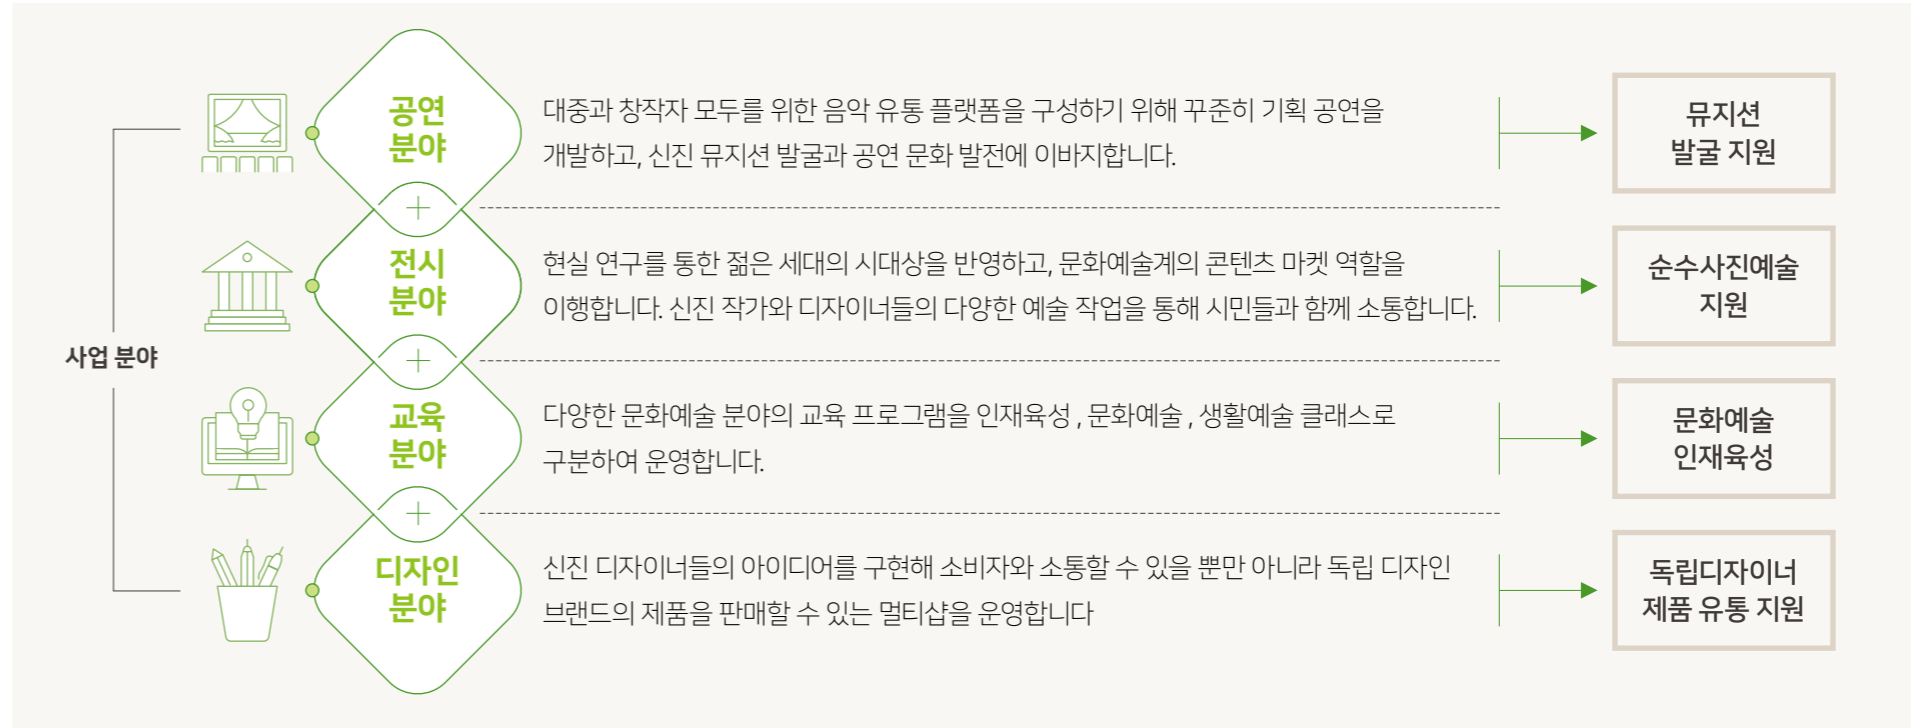 사업 분야
공연
분야
대중과 창작자 모두를 위한 음악 유통 플랫폼을 구성하기 위해 꾸준히 기획 공연을
개발하고, 신진 뮤지션 발굴과 공연 문화 발전에 이바지합니다.
뮤지션
발굴 지원
전시
분야
현실 연구를 통한 젊은 세대의 시대상을 반영하고, 문화예술계의 콘텐츠 마켓 역할을
이행합니다. 신진 작가와 디자이너들의 다양한 예술 작업을 통해 시민들과 함께 소통합니다.
순수사진예술
지원
교육
분야
다양한 문화예술 분야의 교육 프로그램을 인재육성 , 문화예술 , 생활예술 클래스로
구분하여 운영합니다.
문화예술
인재육성
디자인
분야
신진 디자이너들의 아이디어를 구현해 소비자와 소통할 수 있을 뿐만 아니라 독립 디자인
브랜드의 제품을 판매할 수 있는 멀티샵을 운영합니다
독립디자이너
제품 유통 지원